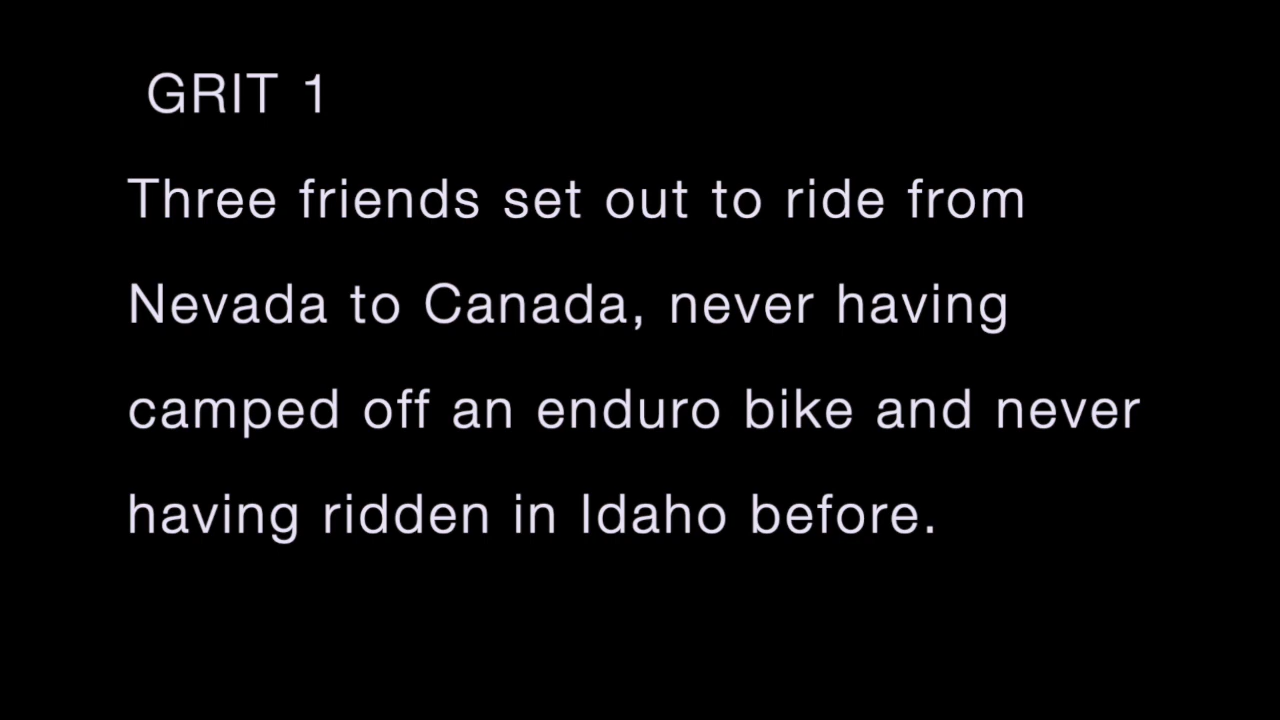 GRIT 1
Three friends set out to ride from
Nevada to Canada, never having
camped off an enduro bike and never
having ridden in Idaho before.